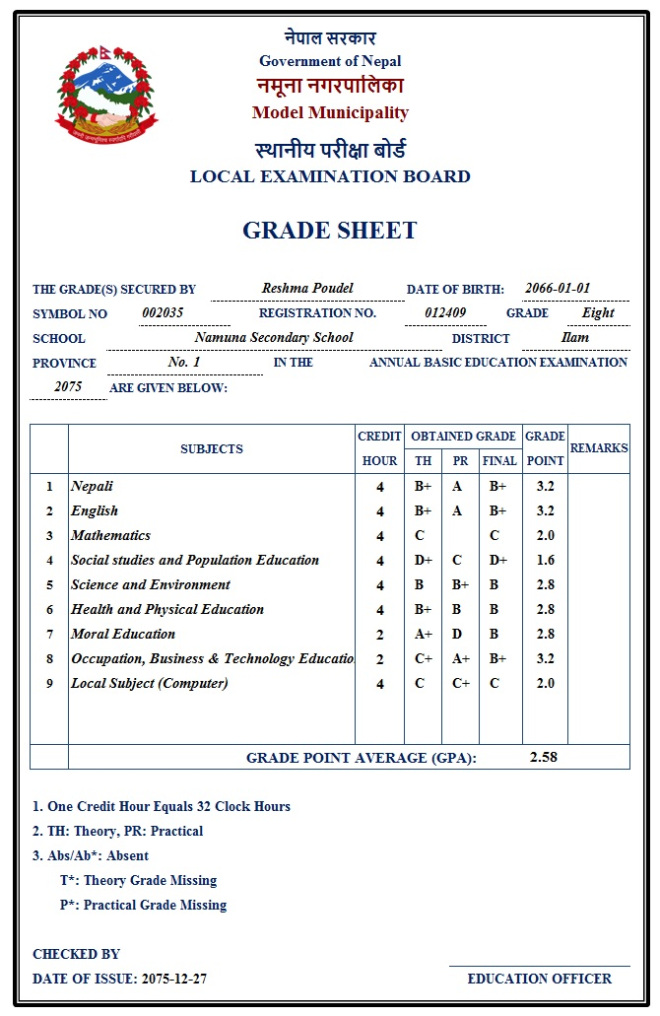 नेपाल सरकार
Government of Nepal
नमूना नगरपालिका
Model Municipality
स्थानीय परीक्षा बोर्ड
LOCAL EXAMINATION BOARD
GRADE SHEET
THE GRADE(S) SECURED BY Reshma Poudel DATE OF BIRTH: 2066-01-01
SYMBOL NO 002035 REGISTRATION NO. 012409 GRADE Eight
SCHOOL Namuna Secondary School DISTRICT Ilam
PROVINCE No. 1 IN THE ANNUAL BASIC EDUCATION EXAMINATION
2075 ARE GIVEN BELOW:
SUBJECTS CREDIT HOUR OBTAINED GRADE GRADE POINT REMARKS
TH PR FINAL
1 Nepali 4 B+ A B+ 3.2
2 English 4 B+ A B+ 3.2
3 Mathematics 4 C C 2.0
4 Social studies and Population Education 4 D+ C D+ 1.6
5 Science and Environment 4 B B+ B 2.8
6 Health and Physical Education 4 B+ B B 2.8
7 Moral Education 2 A+ D B 2.8
8 Occupation, Business & Technology Educatio 2 C+ A+ B+ 3.2
9 Local Subject (Computer) 4 C C+ C 2.0
GRADE POINT AVERAGE (GPA): 2.58
1. One Credit Hour Equals 32 Clock Hours
2. TH: Theory, PR: Practical
3. Abs/Ab*: Absent
T*: Theory Grade Missing
P*: Practical Grade Missing
CHECKED BY
DATE OF ISSUE: 2075-12-27 EDUCATION OFFICER